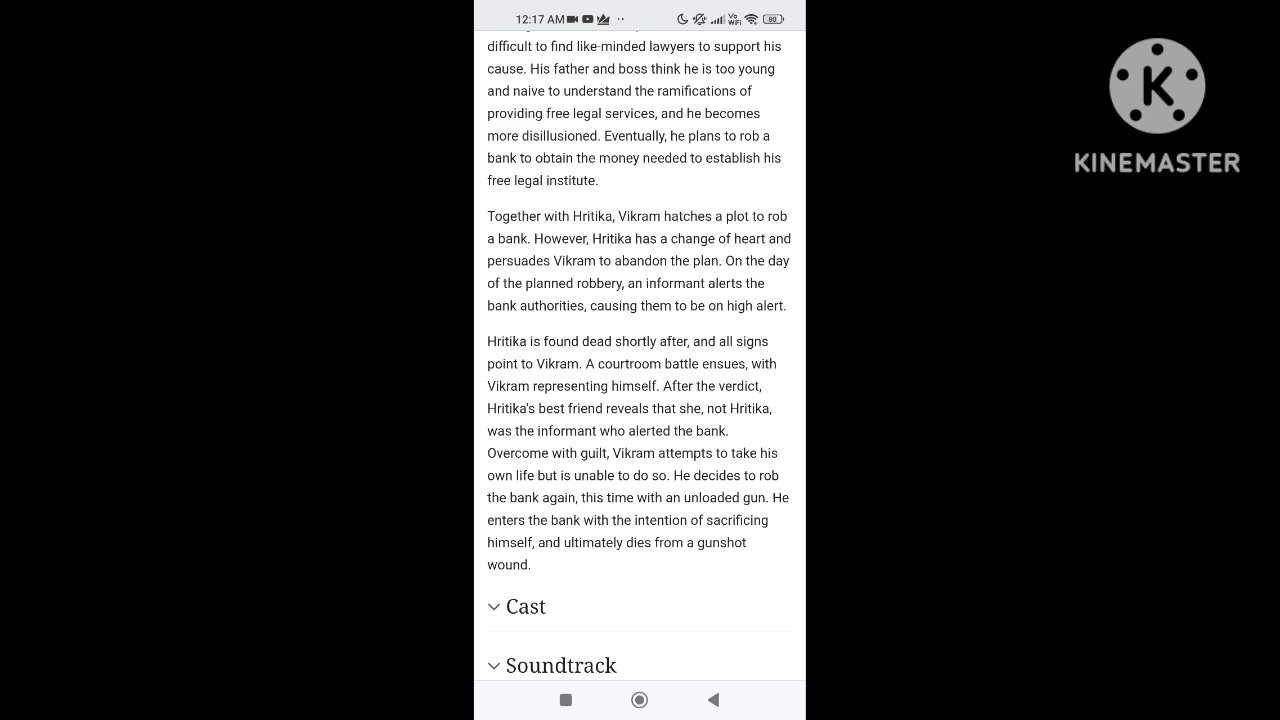 12:17 AM
Vo
WiFi
80
difficult to find like-minded lawyers to support his
cause. His father and boss think he is too young
and naive to understand the ramifications of
providing free legal services, and he becomes
more disillusioned. Eventually, he plans to rob a
bank to obtain the money needed to establish his
free legal institute.
Together with Hritika, Vikram hatches a plot to rob
a bank. However, Hritika has a change of heart and
persuades Vikram to abandon the plan. On the day
of the planned robbery, an informant alerts the
bank authorities, causing them to be on high alert.
Hritika is found dead shortly after, and all signs
point to Vikram. A courtroom battle ensues, with
Vikram representing himself. After the verdict,
Hritika's best friend reveals that she, not Hritika,
was the informant who alerted the bank.
Overcome with guilt, Vikram attempts to take his
own life but is unable to do so. He decides to rob
the bank again, this time with an unloaded gun. He
enters the bank with the intention of sacrificing
himself, and ultimately dies from a gunshot
wound.
Cast
Soundtrack
K
KINEMASTER